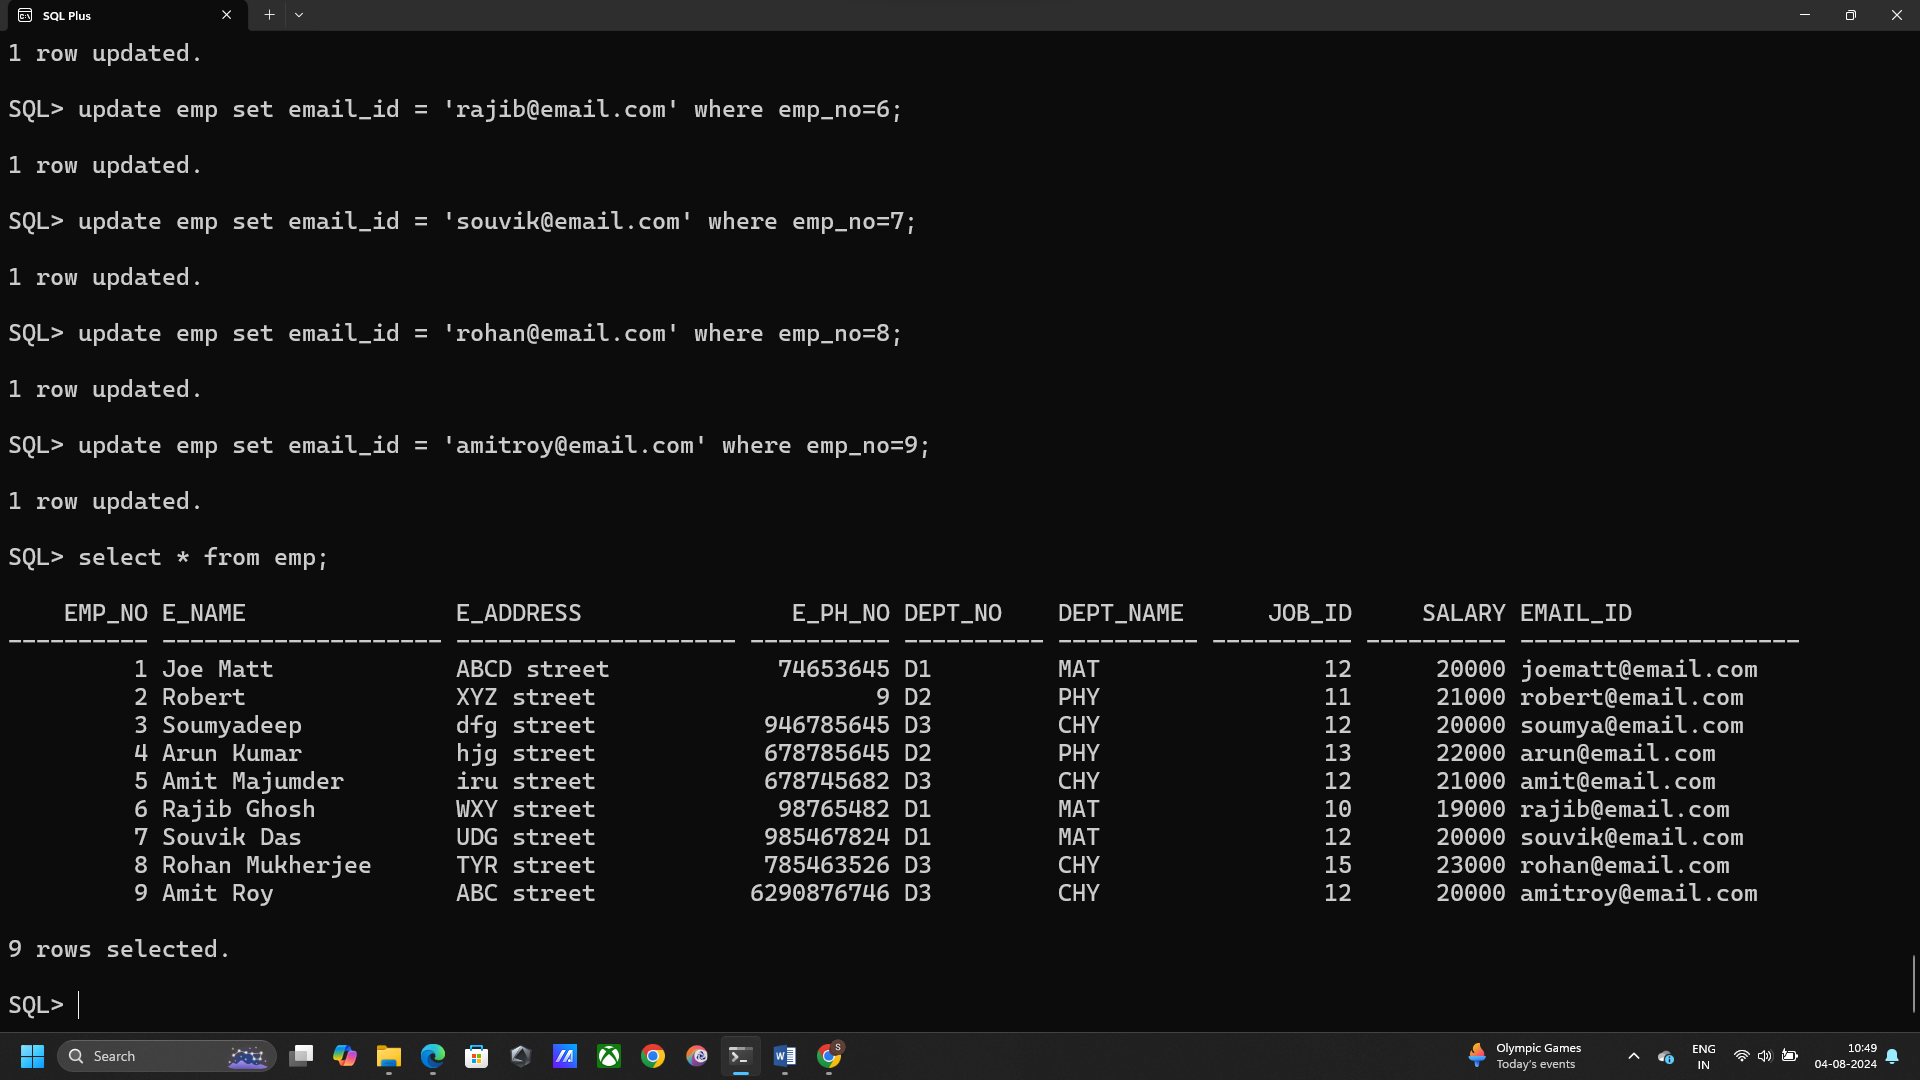 SQL Plus
1 row updated.
SQL> update emp set email_id = 'rajib@email.com' where emp_no=6;
1 row updated.
SQL> update emp set email_id = 'souvik@email.com' where emp_no=7;
1 row updated.
SQL> update emp set email_id = 'rohan@email.com' where emp_no=8;
1 row updated.
SQL> update emp set email_id = 'amitroy@email.com' where emp_no=9;
1 row updated.
SQL> select * from emp;
EMP_NO E_NAME E_ADDRESS E_PH_NO DEPT_NO DEPT_NAME JOB_ID SALARY EMAIL_ID
---------- -------------------- -------------------- ---------- ---------- ---------- ---------- ---------- --------------------
1 Joe Matt ABCD street 74653645 D1 MAT 12 20000 joematt@email.com
2 Robert XYZ street 9 D2 PHY 11 21000 robert@email.com
3 Soumyadeep dfg street 946785645 D3 CHY 12 20000 soumya@email.com
4 Arun Kumar hjg street 678785645 D2 PHY 13 22000 arun@email.com
5 Amit Majumder iru street 678745682 D3 CHY 12 21000 amit@email.com
6 Rajib Ghosh WXY street 98765482 D1 MAT 10 19000 rajib@email.com
7 Souvik Das UDG street 985467824 D1 MAT 12 20000 souvik@email.com
8 Rohan Mukherjee TYR street 785463526 D3 CHY 15 23000 rohan@email.com
9 Amit Roy ABC street 6290876746 D3 CHY 12 20000 amitroy@email.com
9 rows selected.
SQL>
Search
S
Olympic Games
Today's events
ENG
IN
10:49
04-08-2024